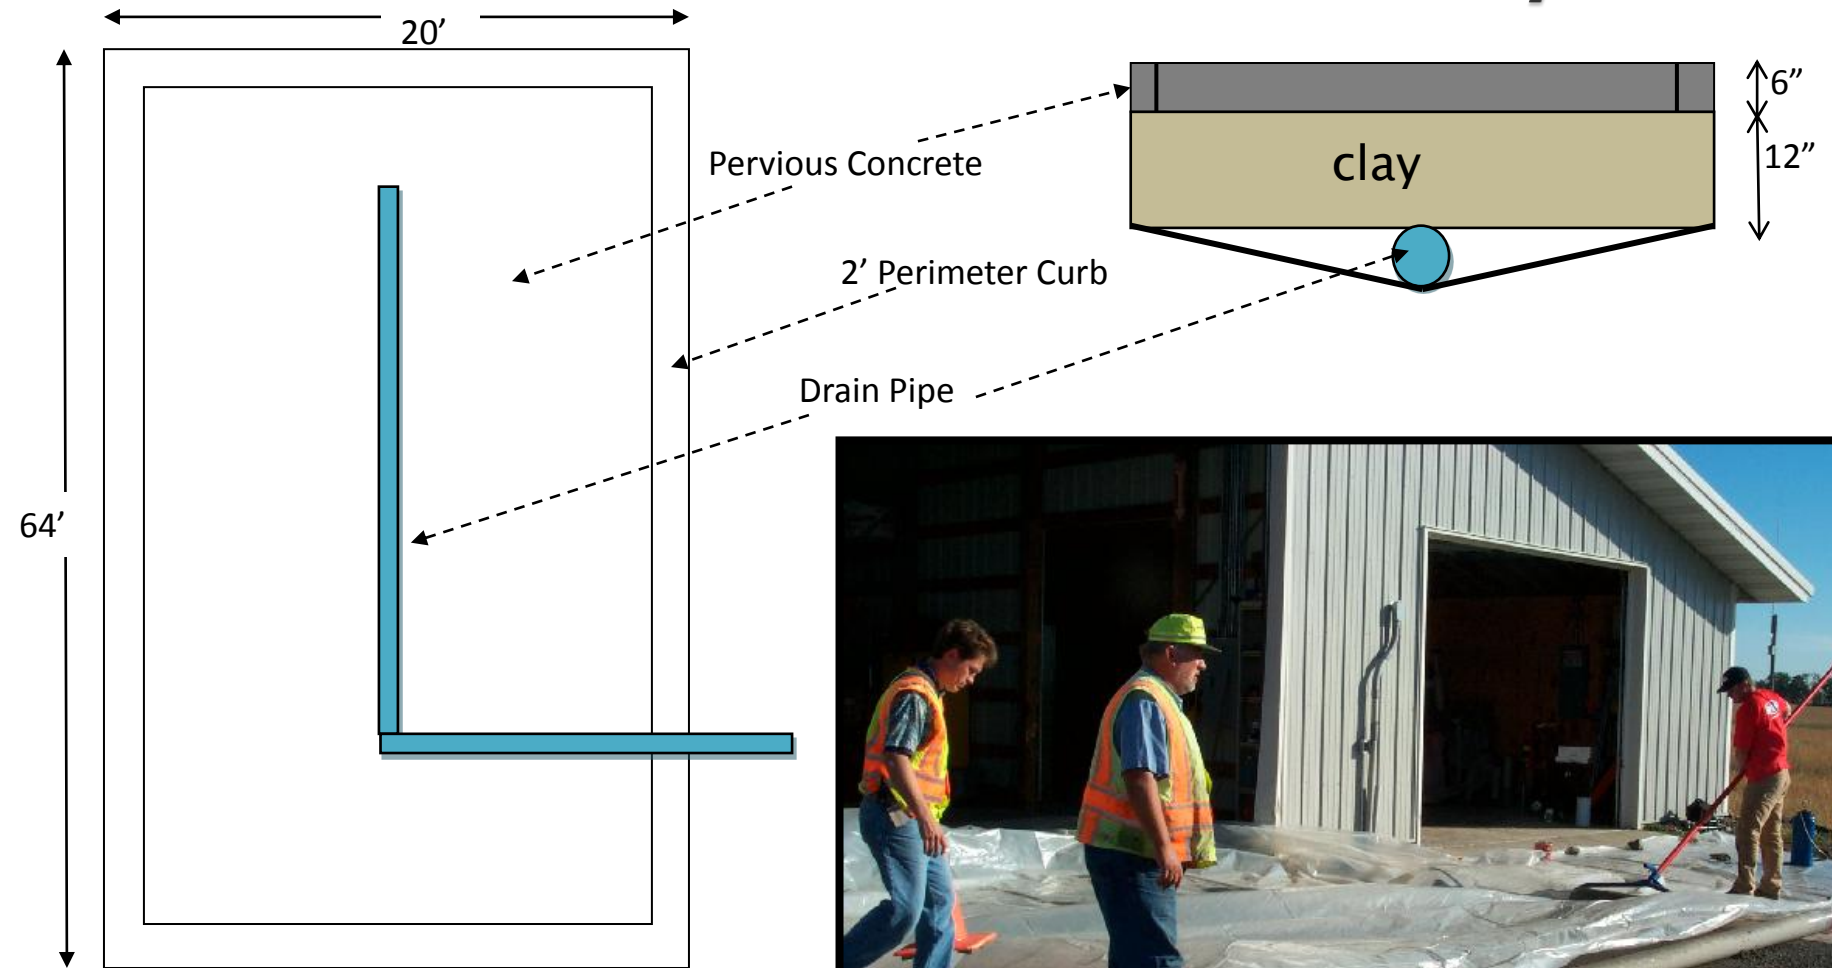 20’
6”
Pervious Concrete
clay
12”
2’ Perimeter Curb
Drain Pipe
64’